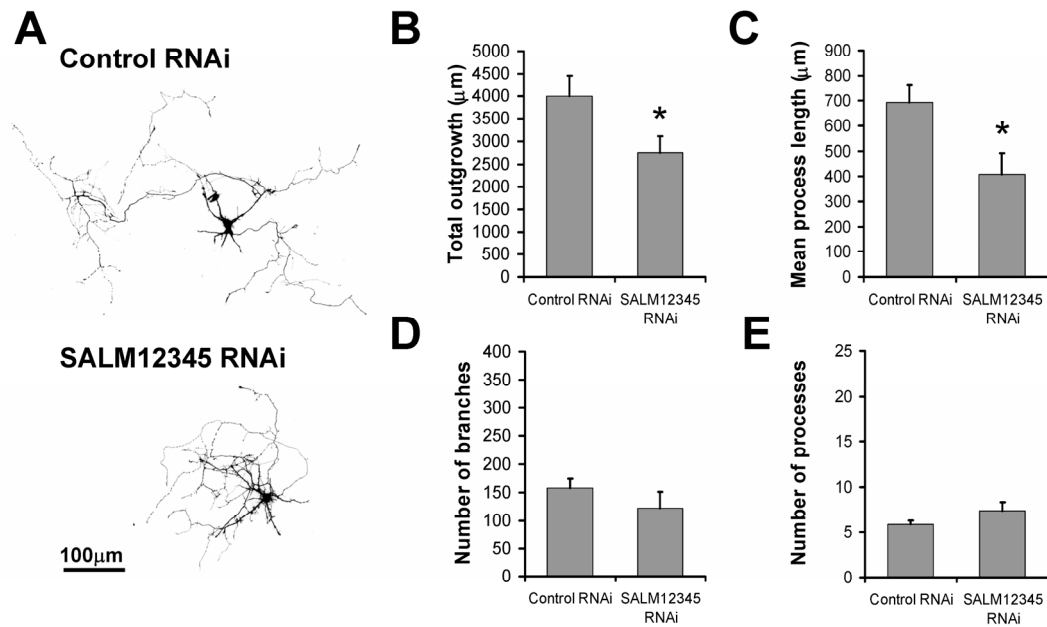 A
Control RNAi
SALM12345 RNAi
100μm
B
Total outgrowth (μm)
5000
4500
4000
3500
3000
2500
2000
1500
1000
500
0
*
Control RNAi
SALM12345
RNAi
C
Mean process length (μm)
900
800
700
600
500
400
300
200
100
0
*
Control RNAi
SALM12345
RNAi
D
Number of branches
400
350
300
250
200
150
100
50
0
Control RNAi
SALM12345
RNAi
E
Number of processes
25
20
15
10
5
0
Control RNAi
SALM12345
RNAi